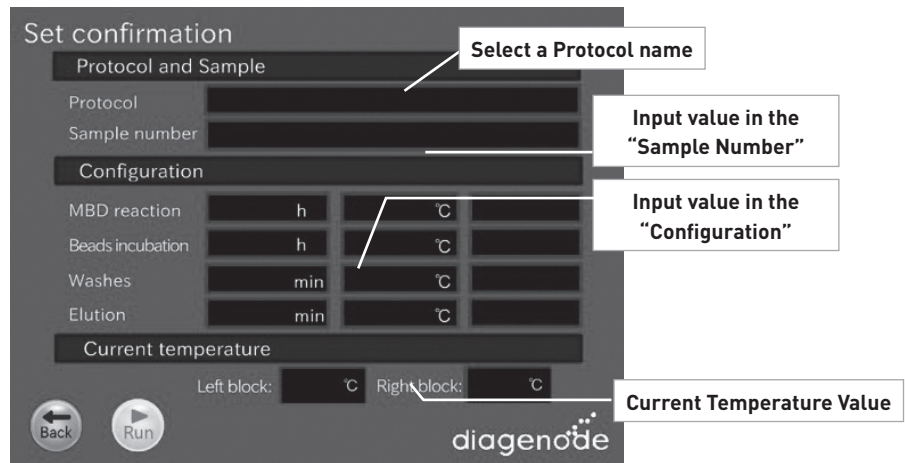 Set confirmation
Select a Protocol name
Protocol and Sample
Protocol
Input value in the
“Sample Number”
Sample number
Configuration
Input value in the
“Configuration”
MBD reaction h ℃
Beads incubation h ℃
Washes min ℃
Elution min ℃
Current temperature
Left block: ℃ Right block: ℃
Current Temperature Value
Back Run
diagenode